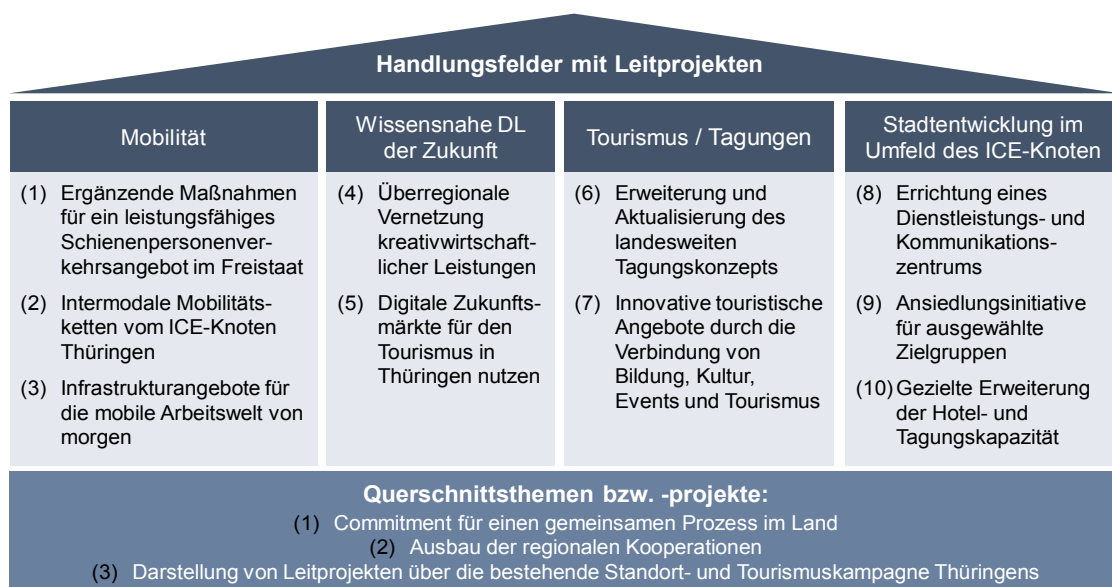 Handlungsfelder mit Leitprojekten
Mobilität
(1) Ergänzende Maßnahmen
für ein leistungsfähiges
Schienenpersonenver-
kehrsangebot im Freistaat
(2) Intermodale Mobilitäts-
ketten vom ICE-Knoten
Thüringen
(3) Infrastrukturangebote für
die mobile Arbeitswelt von
morgen
Wissensnahe DL
der Zukunft
(4) Überregionale
Vernetzung
kreativwirtschaft-
licher Leistungen
(5) Digitale Zukunfts-
märkte für den
Tourismus in
Thüringen nutzen
Tourismus / Tagungen
(6) Erweiterung und
Aktualisierung des
landesweiten
Tagungskonzepts
(7) Innovative touristische
Angebote durch die
Verbindung von
Bildung, Kultur,
Events und Tourismus
Stadtentwicklung im
Umfeld des ICE-Knoten
(8) Errichtung eines
Dienstleistungs- und
Kommunikations-
zentrums
(9) Ansiedlungsinitiative
für ausgewählte
Zielgruppen
(10) Gezielte Erweiterung
der Hotel- und
Tagungskapazität
Querschnittsthemen bzw. -projekte:
(1) Commitment für einen gemeinsamen Prozess im Land
(2) Ausbau der regionalen Kooperationen
(3) Darstellung von Leitprojekten über die bestehende Standort- und Tourismuskampagne Thüringens